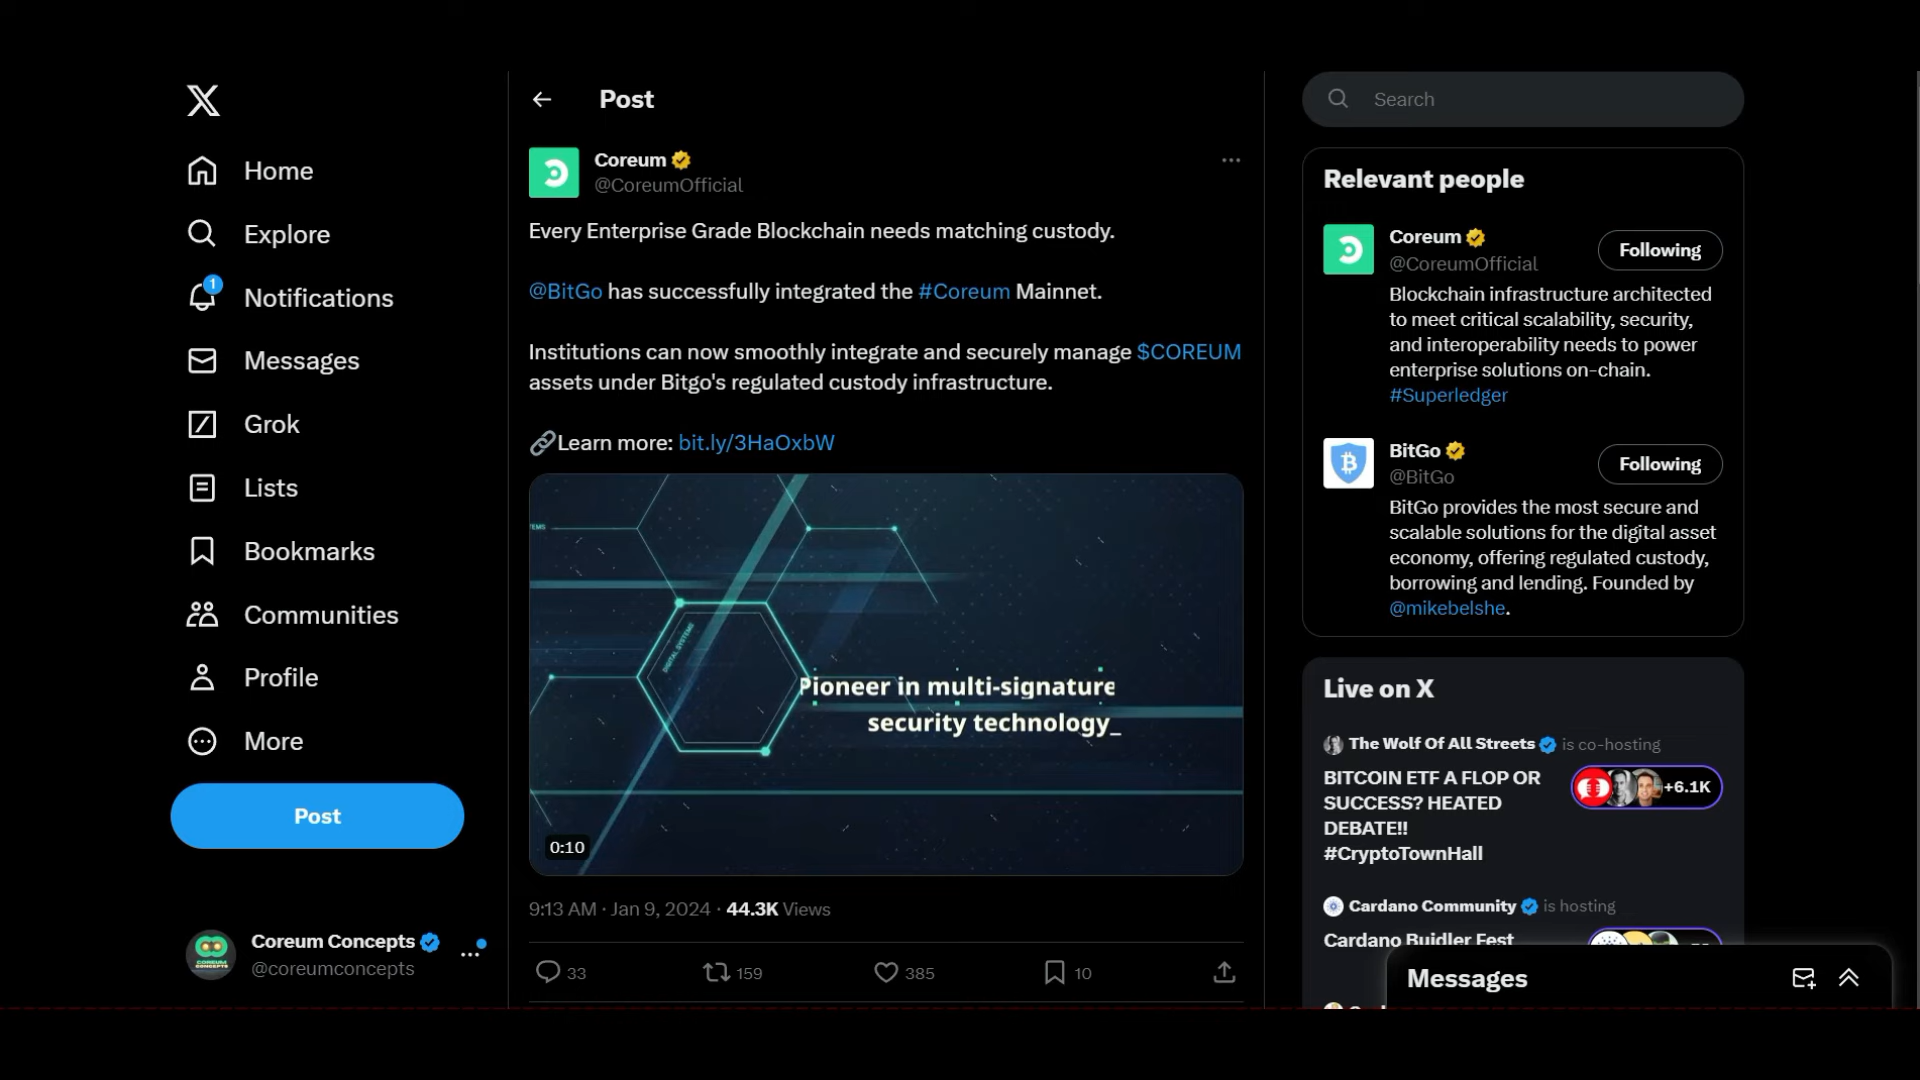 Home
Explore
1
Notifications
Messages
Grok
Lists
Bookmarks
Communities
Profile
More
Post
Coreum Concepts
@coreumconcepts
Post
Coreum
@CoreumOfficial
Every Enterprise Grade Blockchain needs matching custody.
@BitGo has successfully integrated the #Coreum Mainnet.
Institutions can now smoothly integrate and securely manage $COREUM
assets under Bitgo's regulated custody infrastructure.
Learn more: bit.ly/3HaOxbW
DIGITAL SYSTEMS
Pioneer in multi-signature
security technology_
0:10
9:13 AM · Jan 9, 2024 · 44.3K Views
33 159 385 10
Search
Relevant people
Coreum
Following
@CoreumOfficial
Blockchain infrastructure architected
to meet critical scalability, security,
and interoperability needs to power
enterprise solutions on-chain.
#Superledger
BitGo
Following
@BitGo
BitGo provides the most secure and
scalable solutions for the digital asset
economy, offering regulated custody,
borrowing and lending. Founded by
@mikebelshe.
Live on X
The Wolf Of All Streets is co-hosting
BITCOIN ETF A FLOP OR
SUCCESS? HEATED
DEBATE!!
#CryptoTownHall
+6.1K
Cardano Community is hosting
Cardano Buidler Fest
Messages